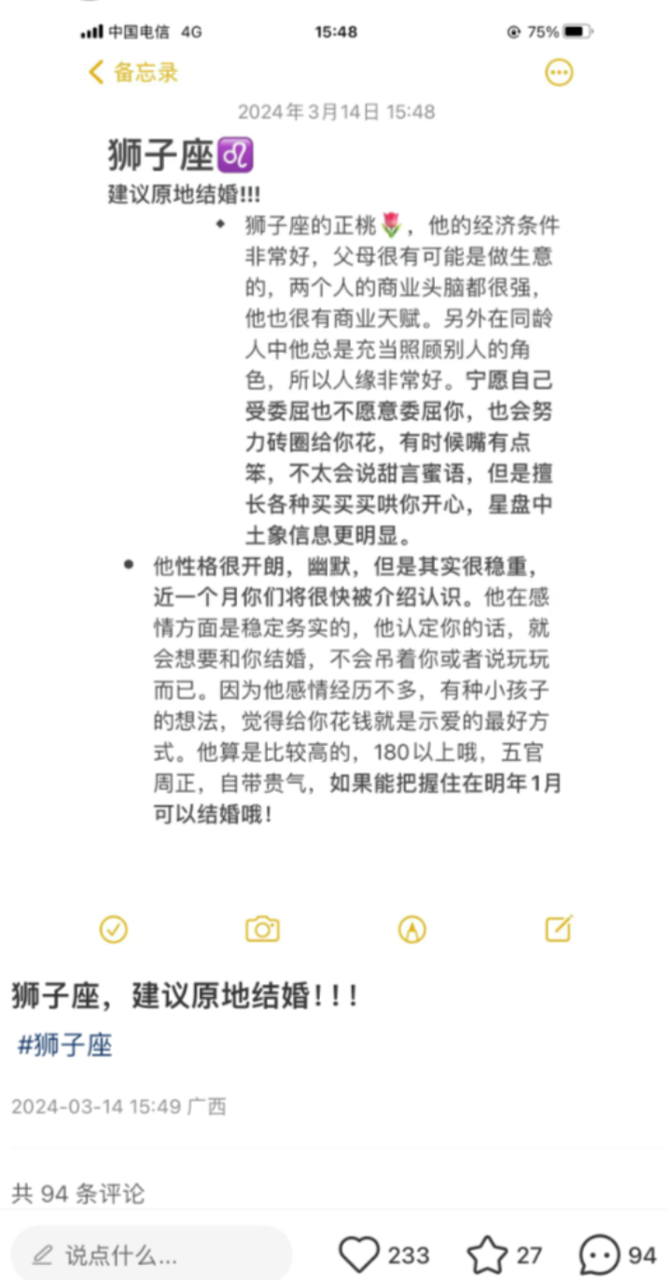 中国电信 4G 15:48 75%
备忘录
2024年3月14日 15:48
狮子座♌
建议原地结婚!!!
狮子座的正桃🌷，他的经济条件
非常好，父母很有可能是做生意
的，两个人的商业头脑都很强，
他也很有商业天赋。另外在同龄
人中他总是充当照顾别人的角
色，所以人缘非常好。宁愿自己
受委屈也不愿意委屈你，也会努
力砖圈给你花，有时候嘴有点
笨，不太会说甜言蜜语，但是擅
长各种买买买哄你开心，星盘中
土象信息更明显。
他性格很开朗，幽默，但是其实很稳重，
近一个月你们将很快被介绍认识。他在感
情方面是稳定务实的，他认定你的话，就
会想要和你结婚，不会吊着你或者说玩玩
而已。因为他感情经历不多，有种小孩子
的想法，觉得给你花钱就是示爱的最好方
式。他算是比较高的，180以上哦，五官
周正，自带贵气，如果能把握住在明年1月
可以结婚哦！
狮子座，建议原地结婚！！！
#狮子座
2024-03-14 15:49 广西
共 94 条评论
说点什么... 233 27 94